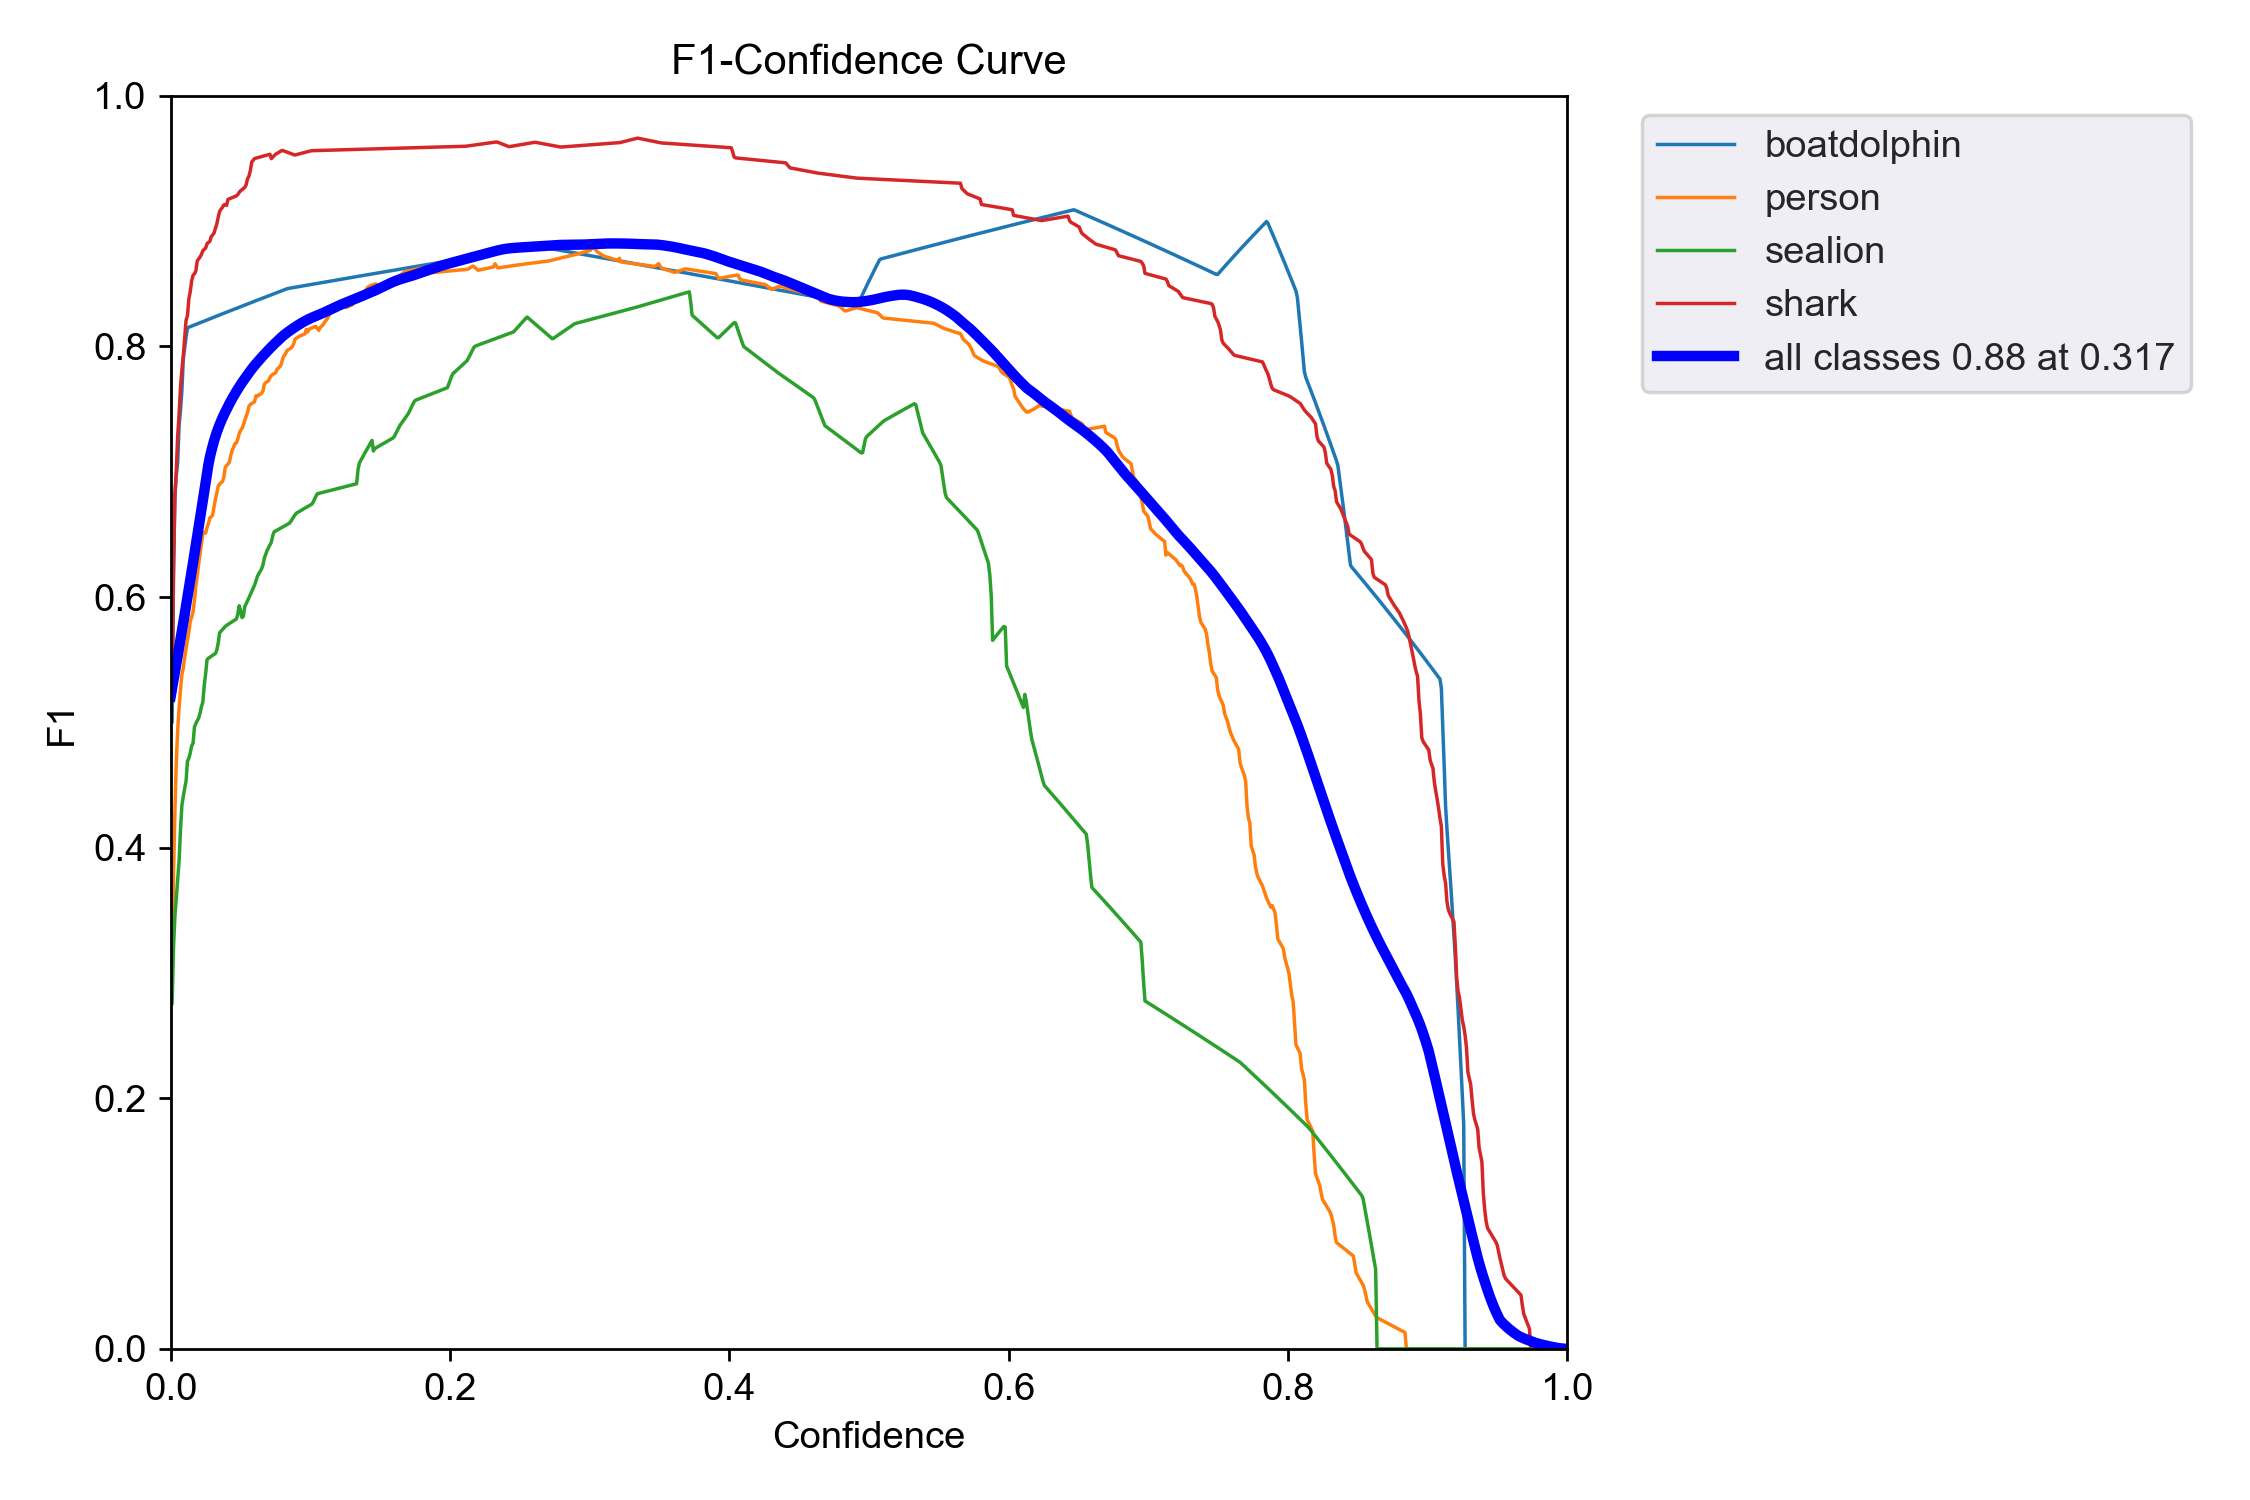 F1-Confidence Curve
1.0
0.8
0.6
0.4
0.2
0.0
F1
0.0 0.2 0.4 0.6 0.8 1.0
Confidence
boatdolphin
person
sealion
shark
all classes 0.88 at 0.317